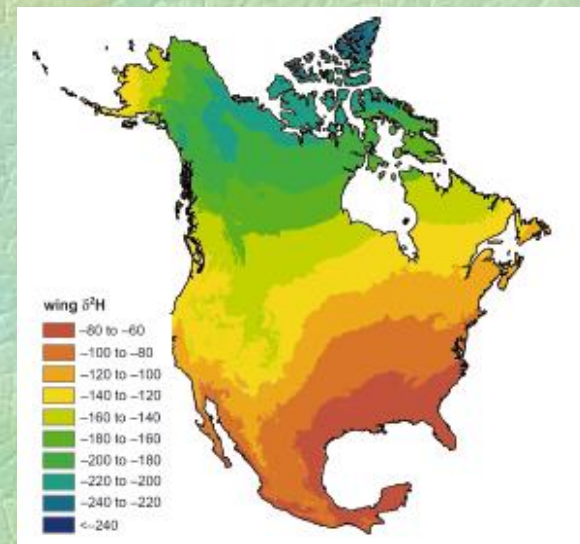 wing δ²H
–80 to –60
–100 to –80
–120 to –100
–140 to –120
–160 to –140
–180 to –160
–200 to –180
–220 to –200
–240 to –220
<–240